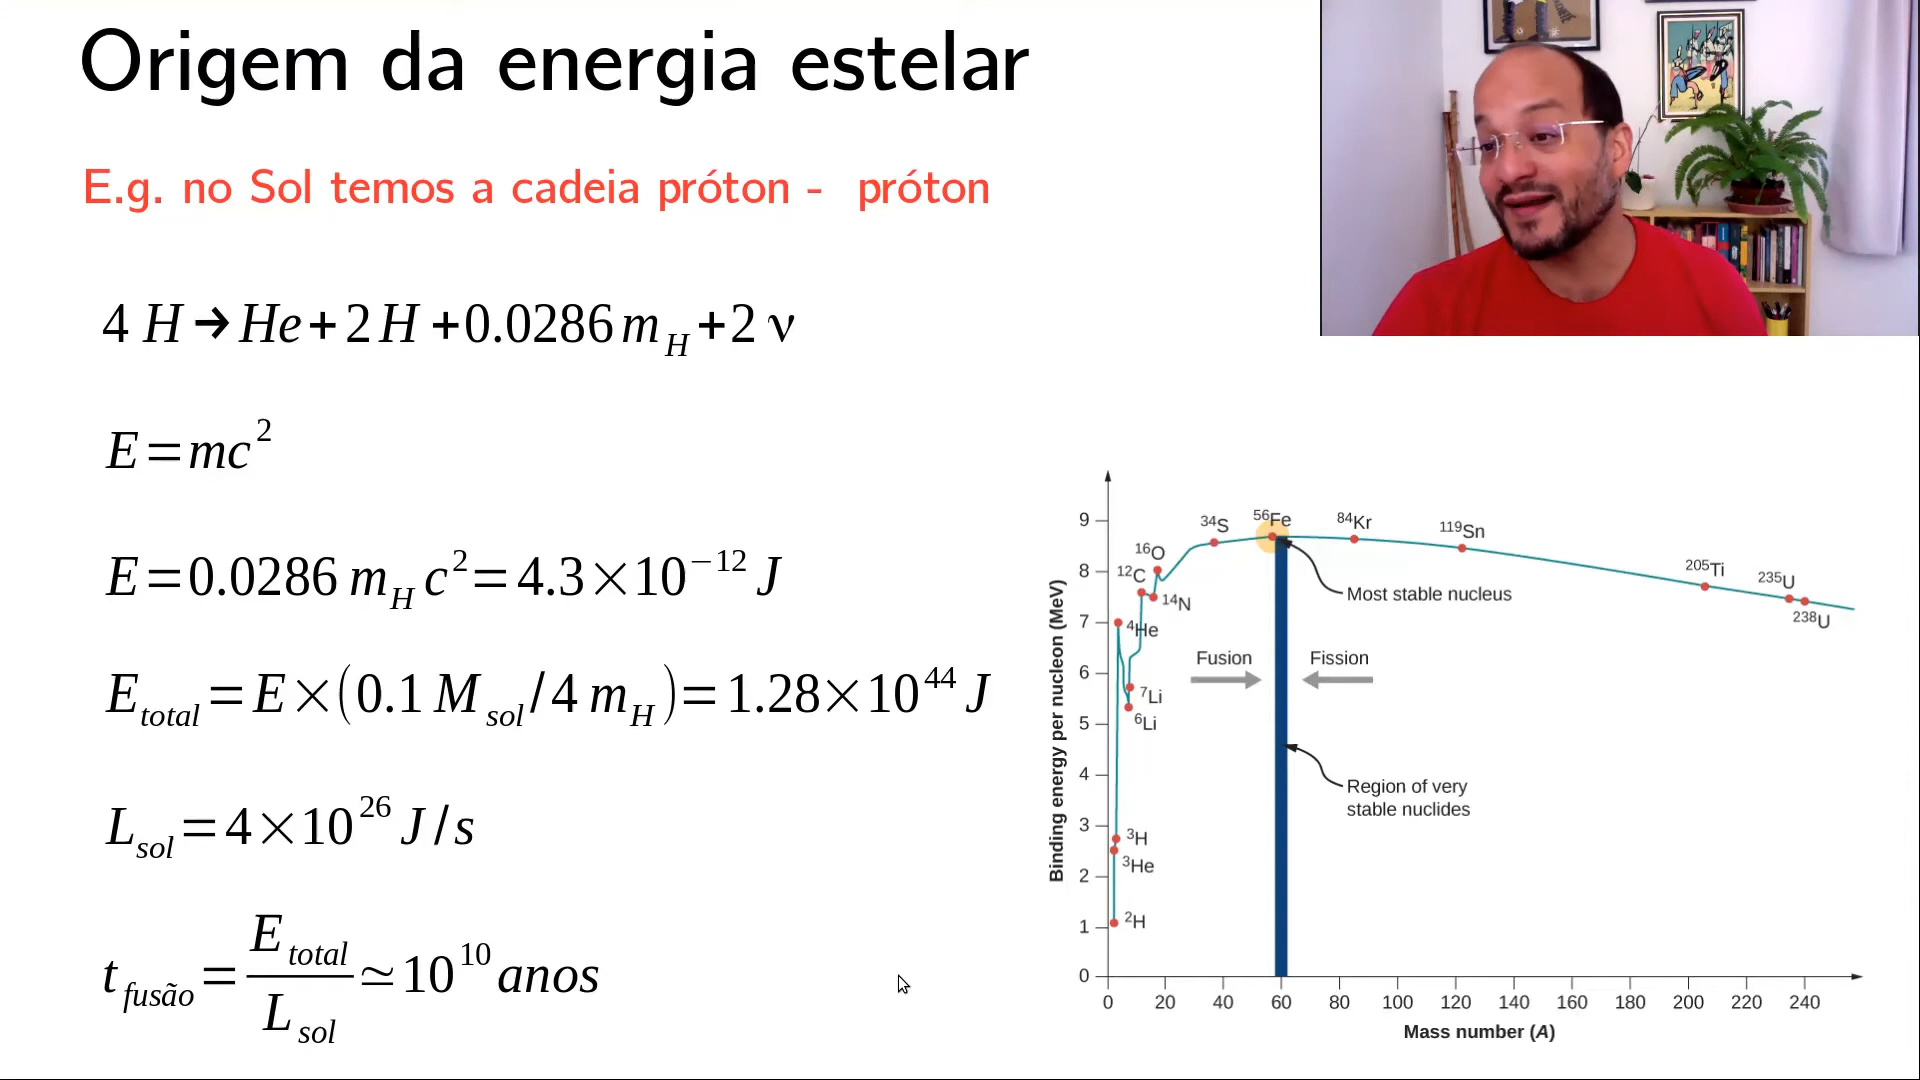 Origem da energia estelar
E.g. no Sol temos a cadeia próton - próton
4 H → He + 2 H + 0.0286 m_H + 2 ν
E = mc²
E = 0.0286 m_H c² = 4.3 × 10⁻¹² J
E_total = E × (0.1 M_sol / 4 m_H) = 1.28 × 10⁴⁴ J
L_sol = 4 × 10²⁶ J / s
t_fusão = E_total / L_sol ≃ 10¹⁰ anos
Binding energy per nucleon (MeV)
9
8
7
6
5
4
3
2
1
0
³⁴S
⁵⁶Fe
⁸⁴Kr
¹¹⁹Sn
¹⁶O
¹²C
¹⁴N
²⁰⁵Ti
²³⁵U
²³⁸U
Most stable nucleus
⁴He
Fusion
Fission
⁷Li
⁶Li
Region of very
stable nuclides
³H
³He
²H
0 20 40 60 80 100 120 140 160 180 200 220 240
Mass number (A)